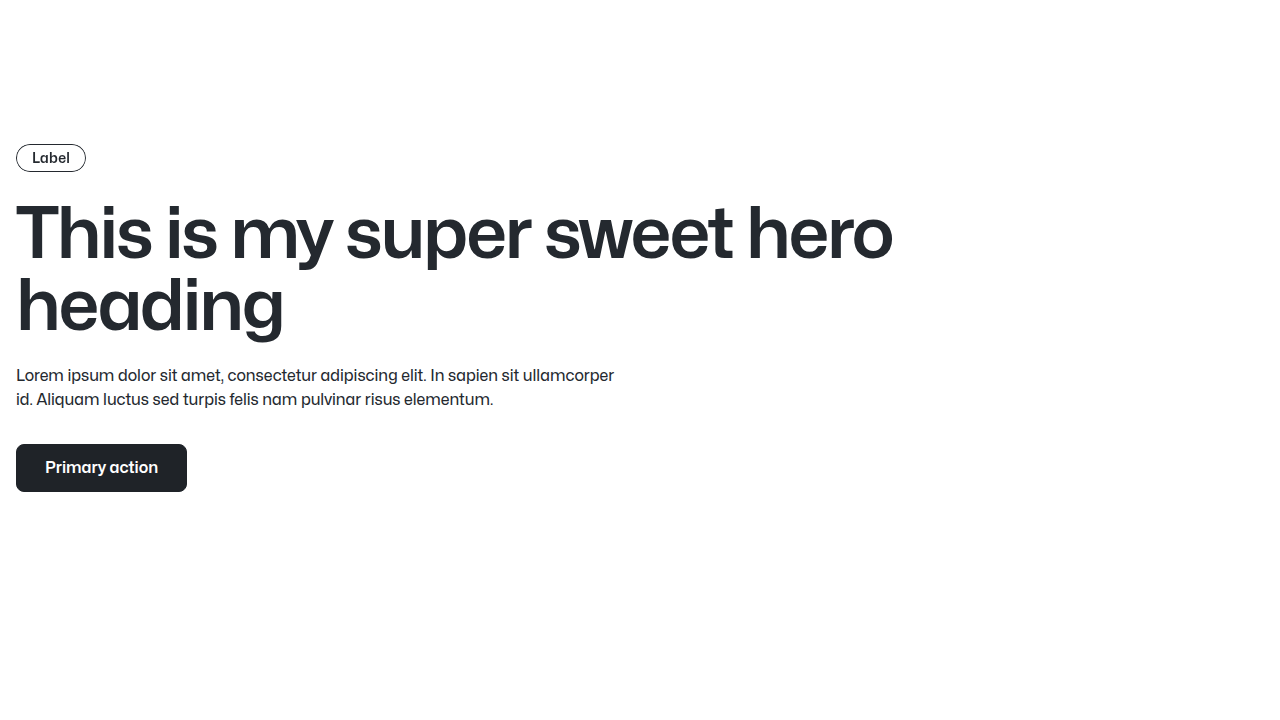 Label
This is my super sweet hero
heading
Lorem ipsum dolor sit amet, consectetur adipiscing elit. In sapien sit ullamcorper
id. Aliquam luctus sed turpis felis nam pulvinar risus elementum.
Primary action